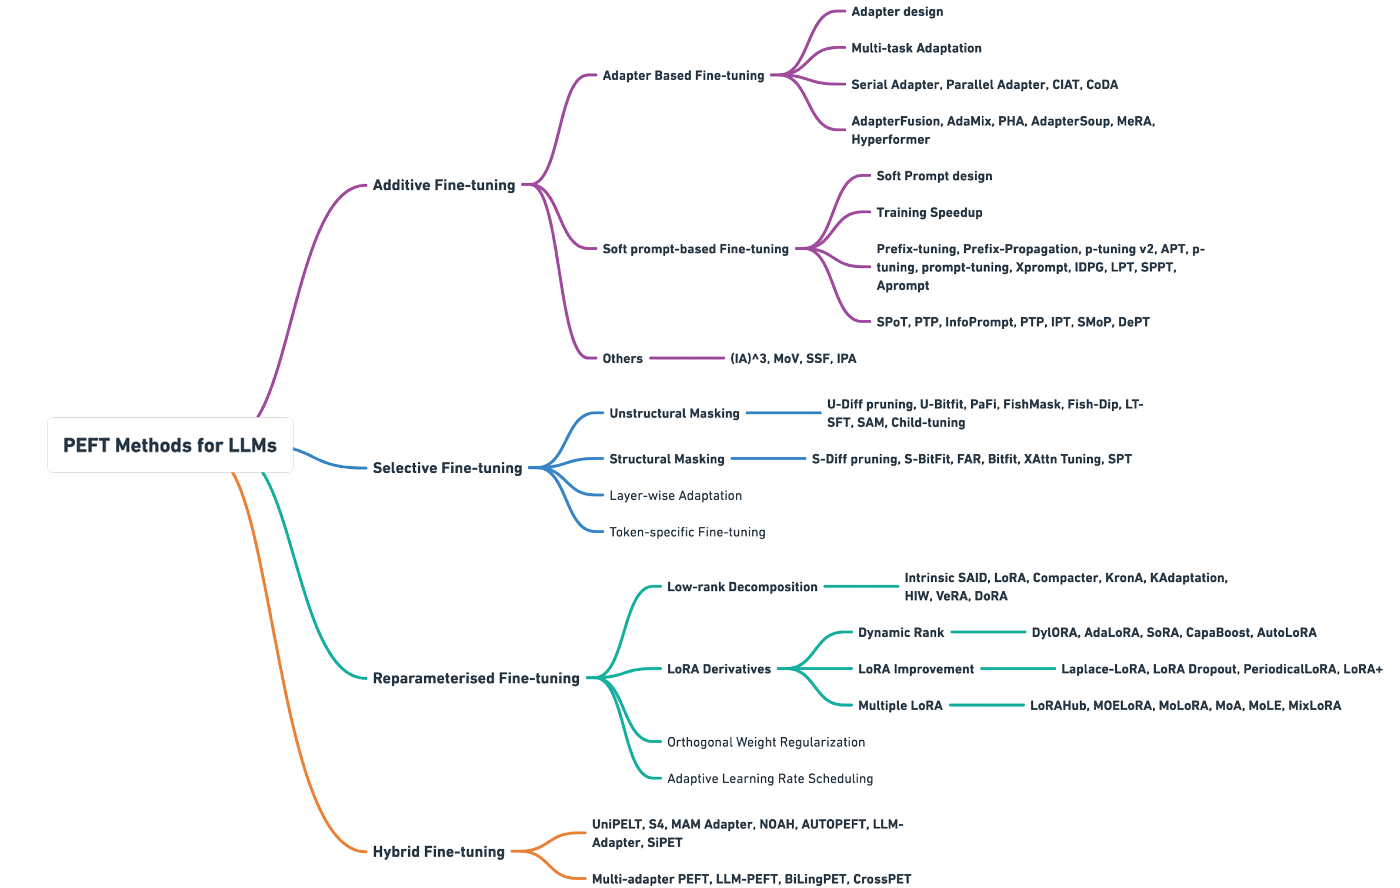 PEFT Methods for LLMs
Additive Fine-tuning
Adapter Based Fine-tuning
Adapter design
Multi-task Adaptation
Serial Adapter, Parallel Adapter, CIAT, CoDA
AdapterFusion, AdaMix, PHA, AdapterSoup, MeRA,
Hyperformer
Soft prompt-based Fine-tuning
Soft Prompt design
Training Speedup
Prefix-tuning, Prefix-Propagation, p-tuning v2, APT, p-
tuning, prompt-tuning, Xprompt, IDPG, LPT, SPPT,
Aprompt
SPoT, PTP, InfoPrompt, PTP, IPT, SMoP, DePT
Others
(IA)^3, MoV, SSF, IPA
Selective Fine-tuning
Unstructural Masking
U-Diff pruning, U-Bitfit, PaFi, FishMask, Fish-Dip, LT-
SFT, SAM, Child-tuning
Structural Masking
S-Diff pruning, S-BitFit, FAR, Bitfit, XAttn Tuning, SPT
Layer-wise Adaptation
Token-specific Fine-tuning
Reparameterised Fine-tuning
Low-rank Decomposition
Intrinsic SAID, LoRA, Compacter, KronA, KAdaptation,
HIW, VeRA, DoRA
LoRA Derivatives
Dynamic Rank
DylORA, AdaLoRA, SoRA, CapaBoost, AutoLoRA
LoRA Improvement
Laplace-LoRA, LoRA Dropout, PeriodicalLoRA, LoRA+
Multiple LoRA
LoRAHub, MOELoRA, MoLoRA, MoA, MoLE, MixLoRA
Orthogonal Weight Regularization
Adaptive Learning Rate Scheduling
Hybrid Fine-tuning
UniPELT, S4, MAM Adapter, NOAH, AUTOPEFT, LLM-
Adapter, SiPET
Multi-adapter PEFT, LLM-PEFT, BiLingPET, CrossPET